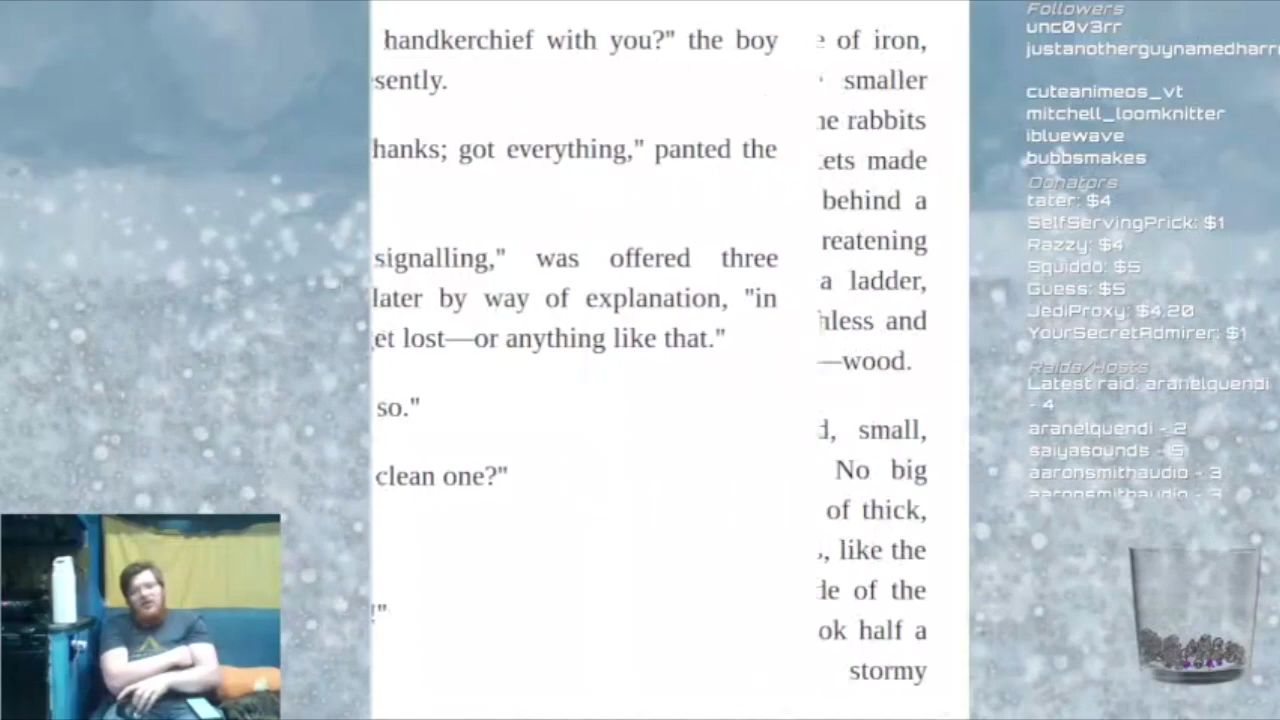 handkerchief with you?" the boy
sently.
hanks; got everything," panted the
signalling," was offered three
later by way of explanation, "in
et lost—or anything like that."
so."
clean one?"
!"
of iron,
smaller
rabbits
ets made
behind a
reatening
a ladder,
hless and
—wood.
d, small,
No big
of thick,
like the
de of the
ok half a
stormy
Followers
unc0v3rr
justanotherguynamedharr
cuteanimeos_vt
mitchell_loomknitter
ibluewave
bubbsmakes
Donators
tater: $4
SelfServingPrick: $1
Razzy: $4
Squiddo: $5
Guess: $5
JediProxy: $4.20
YourSecretAdmirer: $1
Raids/Hosts
Latest raid: aranelquendi
- 4
aranelquendi - 2
saiyasounds - 5
aaronsmithaudio - 3
aaronsmithaudio - 3